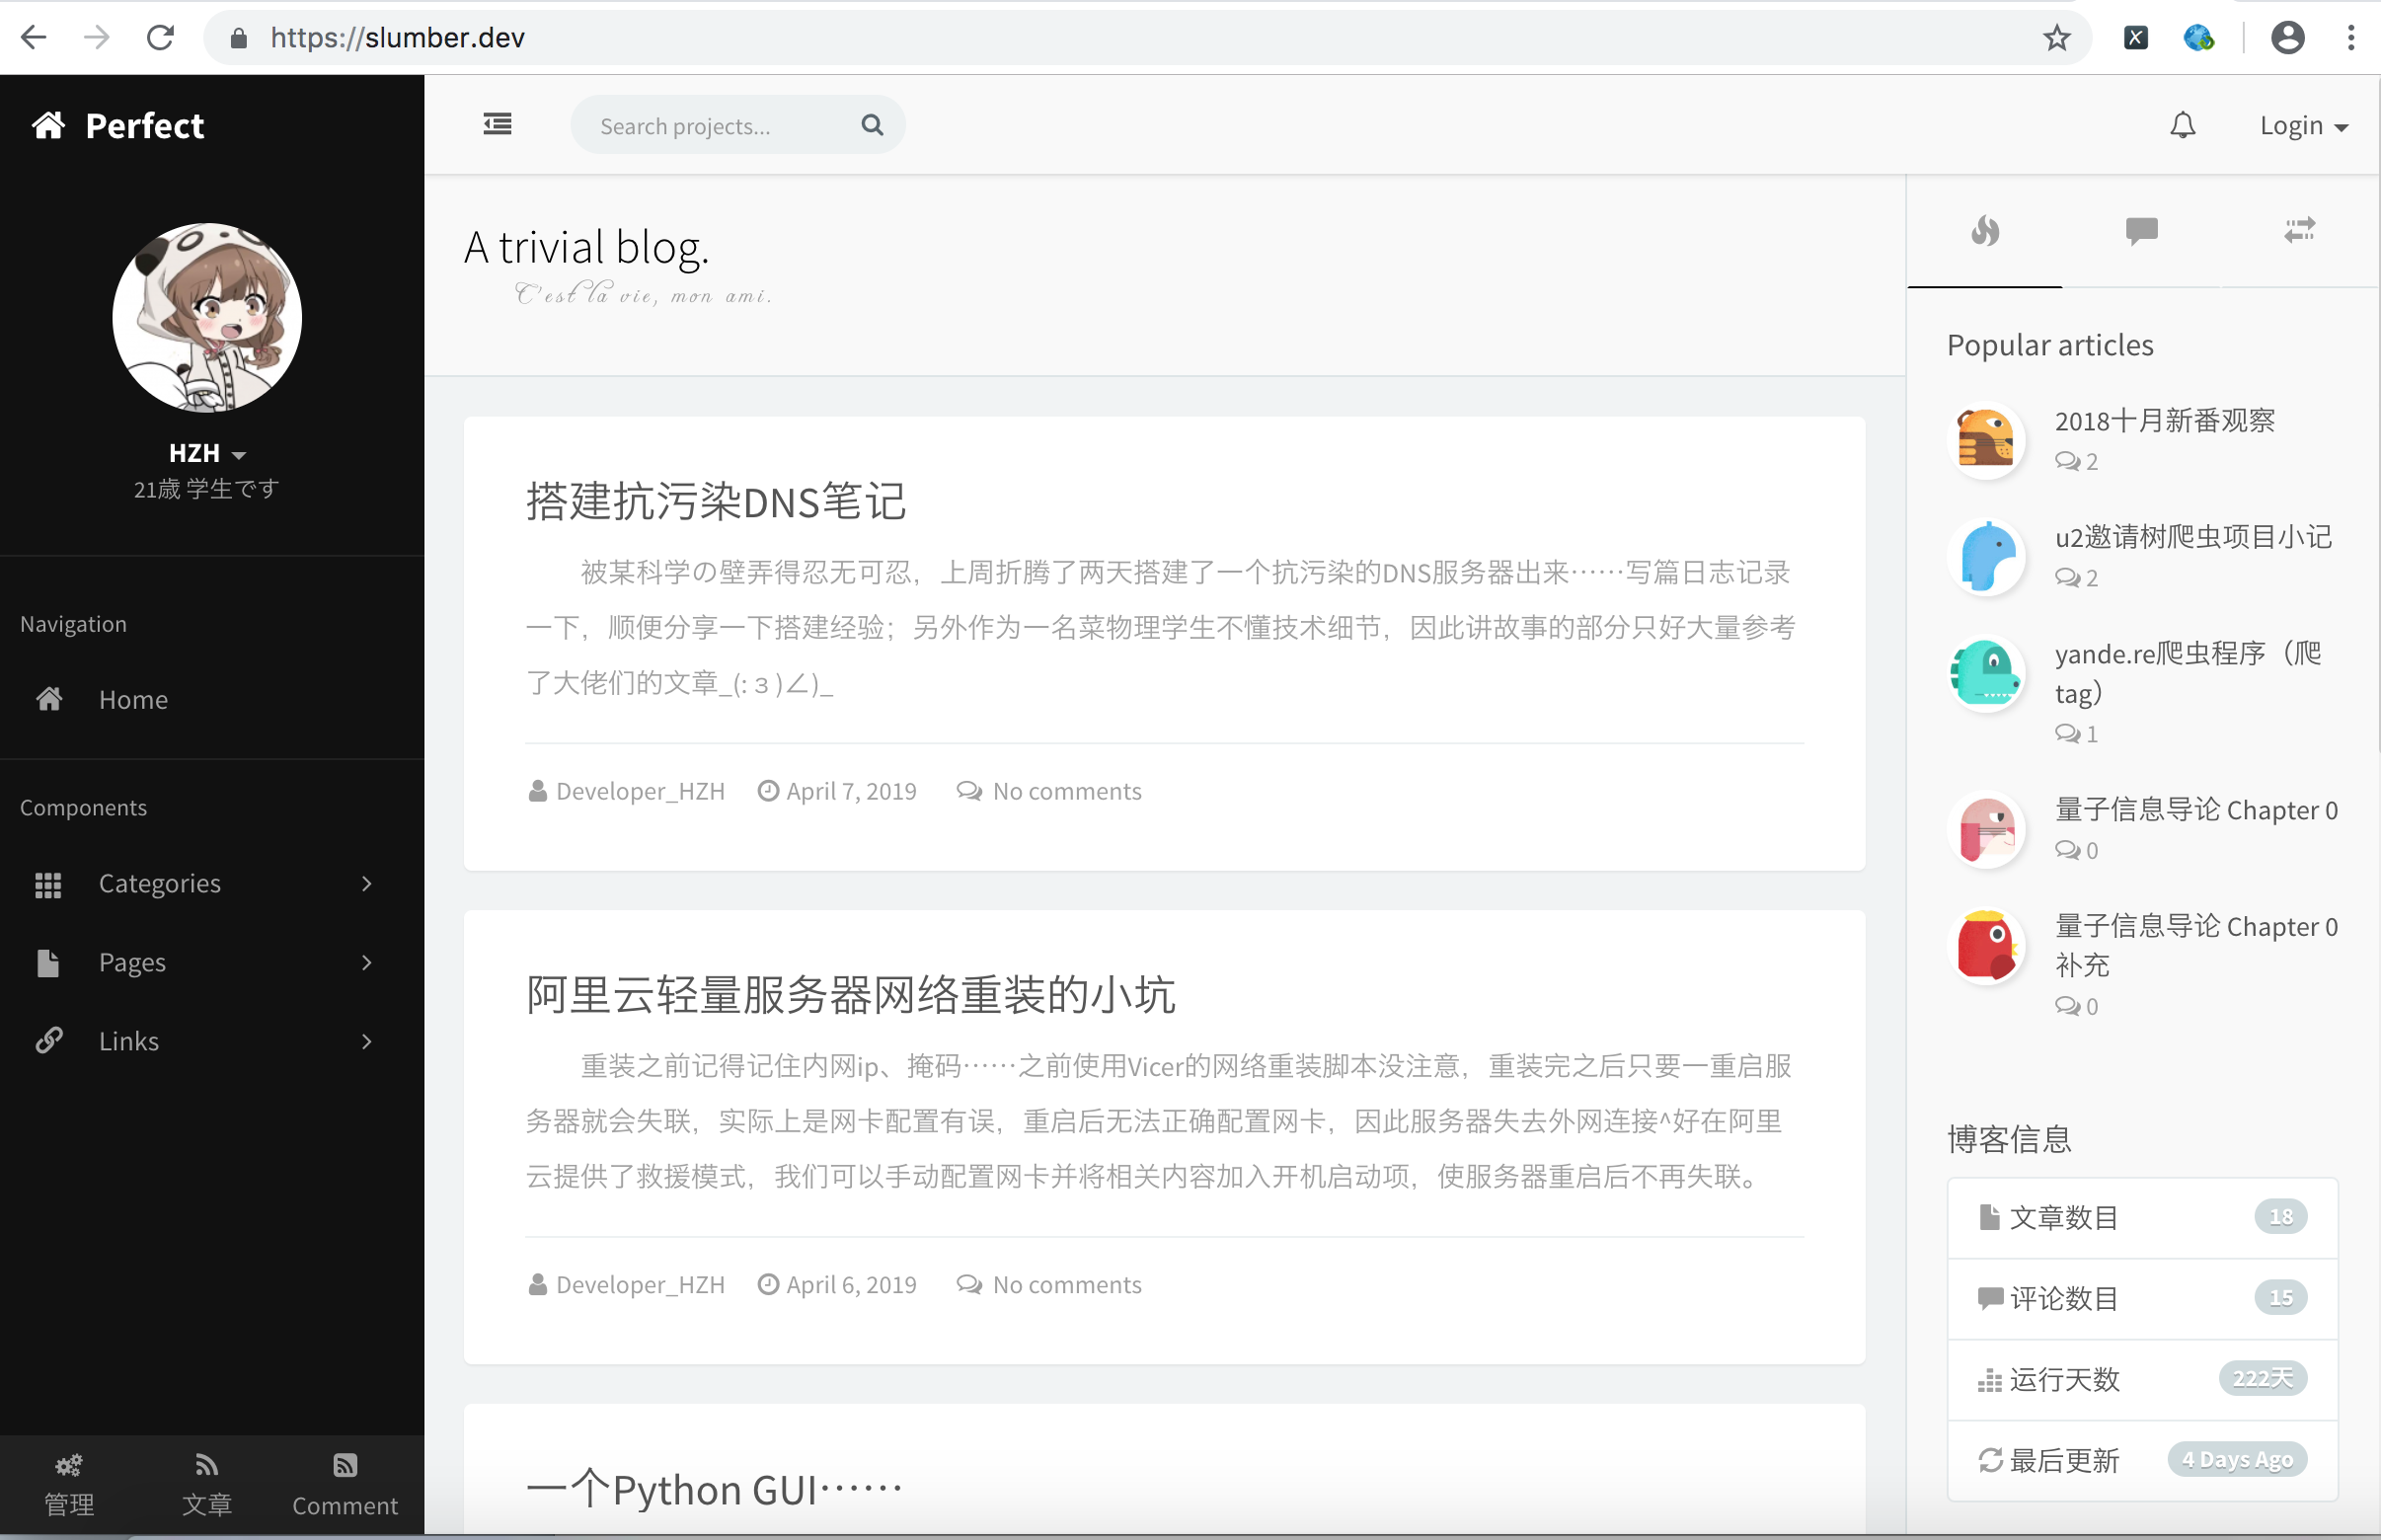 https://slumber.dev
Perfect
Search projects...
Login
HZH
21歳 学生です
Navigation
Home
Components
Categories
Pages
Links
管理
文章
Comment
A trivial blog.
C'est la vie, mon ami.
搭建抗污染DNS笔记
被某科学の壁弄得忍无可忍，上周折腾了两天搭建了一个抗污染的DNS服务器出来……写篇日志记录
一下，顺便分享一下搭建经验；另外作为一名菜物理学生不懂技术细节，因此讲故事的部分只好大量参考
了大佬们的文章_(:з)∠)_
Developer_HZH April 7, 2019 No comments
阿里云轻量服务器网络重装的小坑
重装之前记得记住内网ip、掩码……之前使用Vicer的网络重装脚本没注意，重装完之后只要一重启服
务器就会失联，实际上是网卡配置有误，重启后无法正确配置网卡，因此服务器失去外网连接^好在阿里
云提供了救援模式，我们可以手动配置网卡并将相关内容加入开机启动项，使服务器重启后不再失联。
Developer_HZH April 6, 2019 No comments
一个Python GUI……
Popular articles
2018十月新番观察
2
u2邀请树爬虫项目小记
2
yande.re爬虫程序（爬
tag）
1
量子信息导论 Chapter 0
0
量子信息导论 Chapter 0
补充
0
博客信息
文章数目 18
评论数目 15
运行天数 222天
最后更新 4 Days Ago